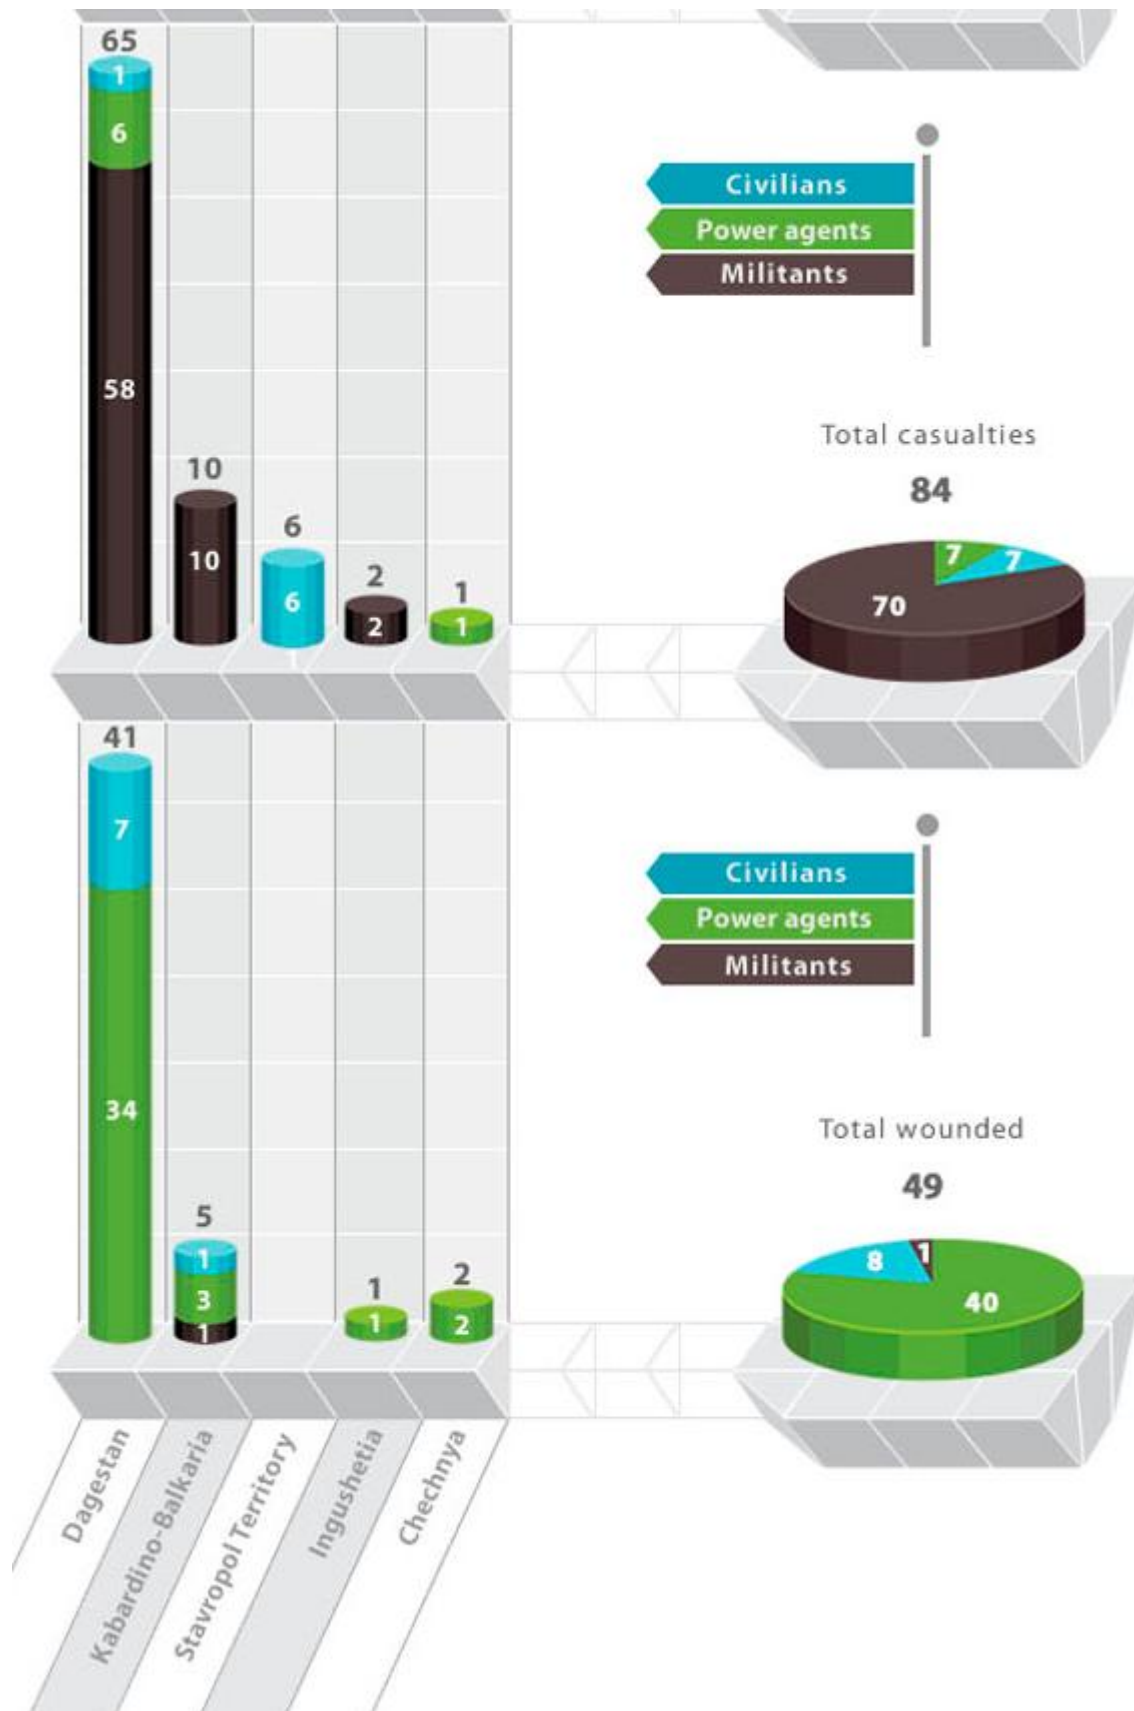 65
1
6
58
10
10
6
6
1
2
2
1
1
Civilians
Power agents
Militants
Total casualties
84
7
7
70
41
7
34
5
1
3
1
1
1
2
2
Civilians
Power agents
Militants
Total wounded
49
8
1
40
Dagestan
Kabardino-Balkaria
Stavropol Territory
Ingushetia
Chechnya